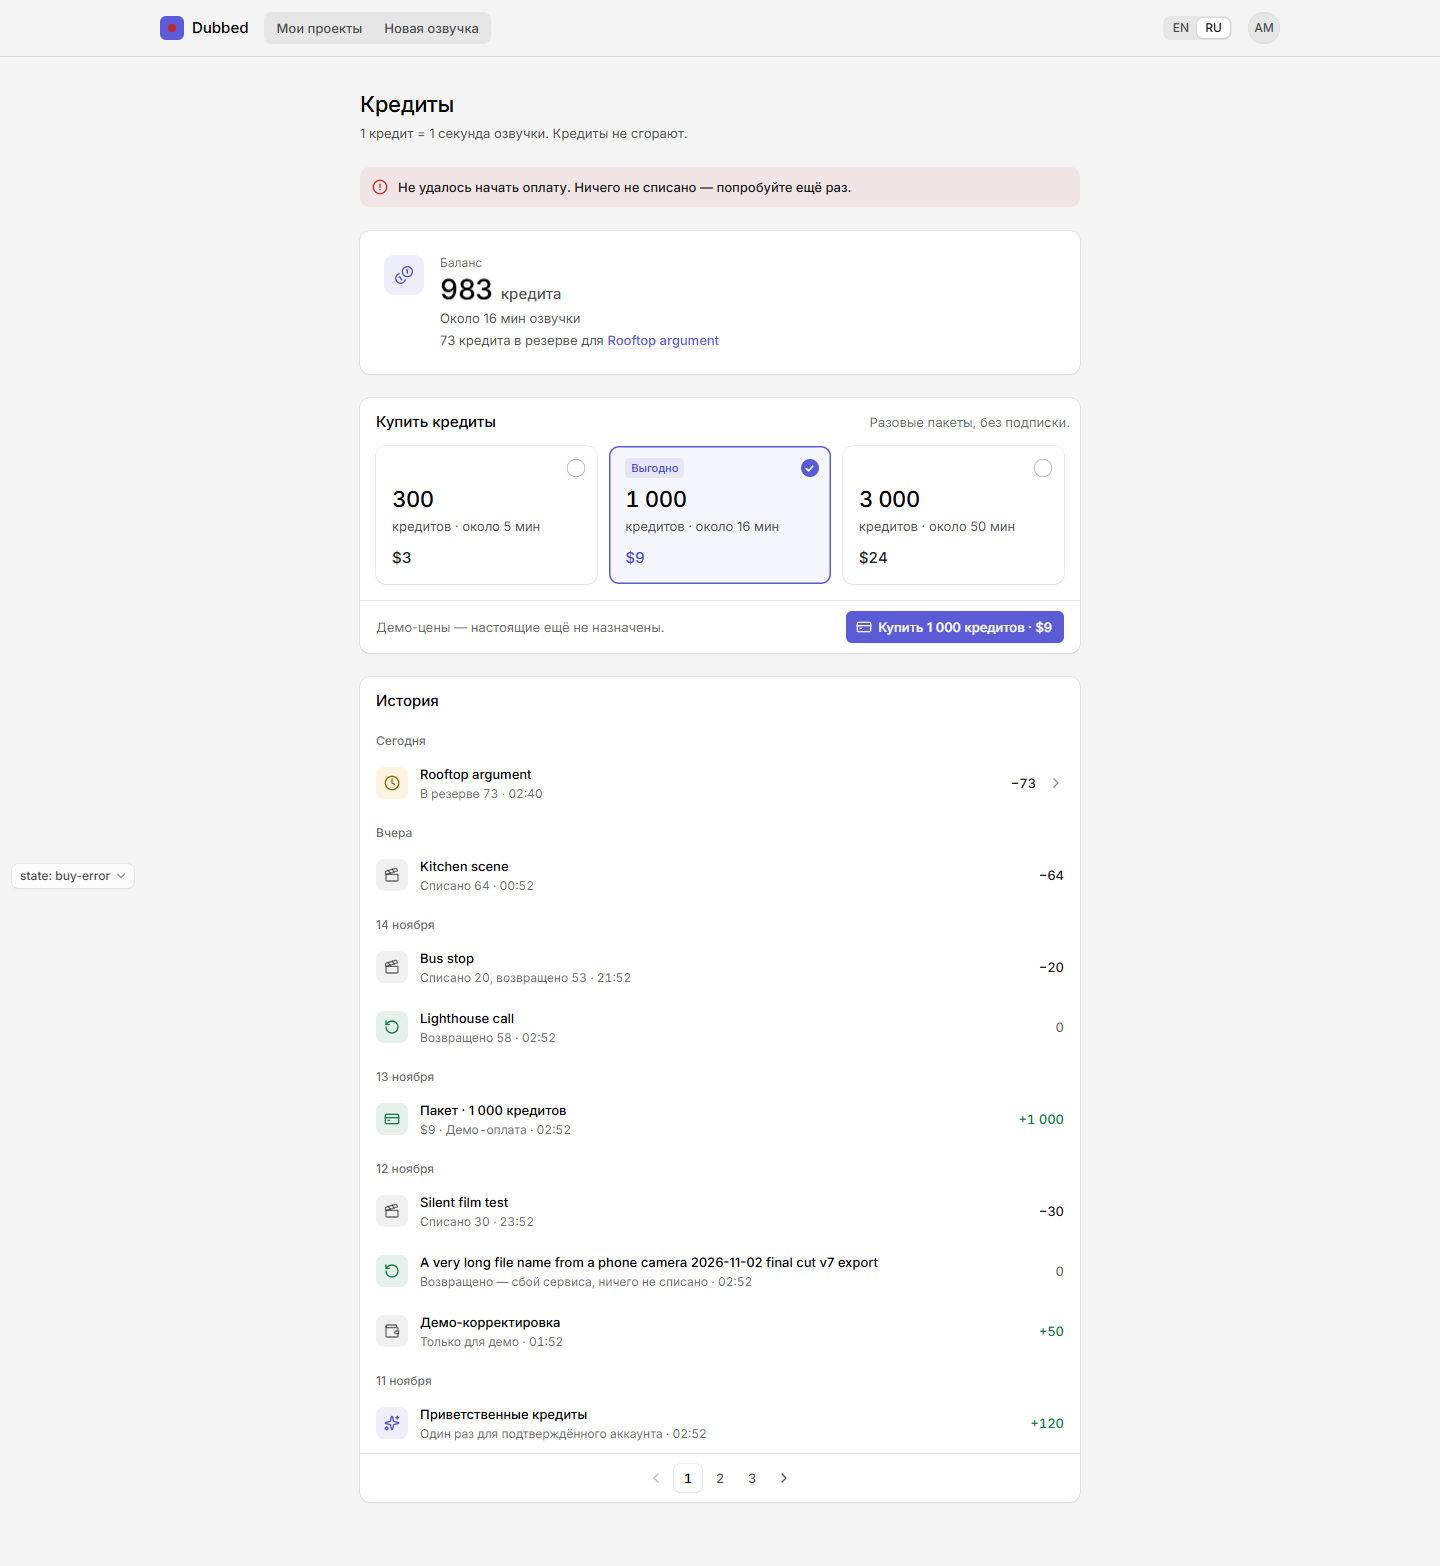 Dubbed
Мои проекты
Новая озвучка
EN
RU
AM
Кредиты
1 кредит = 1 секунда озвучки. Кредиты не сгорают.
Не удалось начать оплату. Ничего не списано — попробуйте ещё раз.
Баланс
983 кредита
Около 16 мин озвучки
73 кредита в резерве для Rooftop argument
Купить кредиты
Разовые пакеты, без подписки.
300
кредитов · около 5 мин
$3
Выгодно
1 000
кредитов · около 16 мин
$9
3 000
кредитов · около 50 мин
$24
Демо-цены — настоящие ещё не назначены.
Купить 1 000 кредитов · $9
История
Сегодня
Rooftop argument
В резерве 73 · 02:40
−73
Вчера
Kitchen scene
Списано 64 · 00:52
−64
state: buy-error
14 ноября
Bus stop
Списано 20, возвращено 53 · 21:52
−20
Lighthouse call
Возвращено 58 · 02:52
0
13 ноября
Пакет · 1 000 кредитов
$9 · Демо-оплата · 02:52
+1 000
12 ноября
Silent film test
Списано 30 · 23:52
−30
A very long file name from a phone camera 2026-11-02 final cut v7 export
Возвращено — сбой сервиса, ничего не списано · 02:52
0
Демо-корректировка
Только для демо · 01:52
+50
11 ноября
Приветственные кредиты
Один раз для подтверждённого аккаунта · 02:52
+120
1
2
3